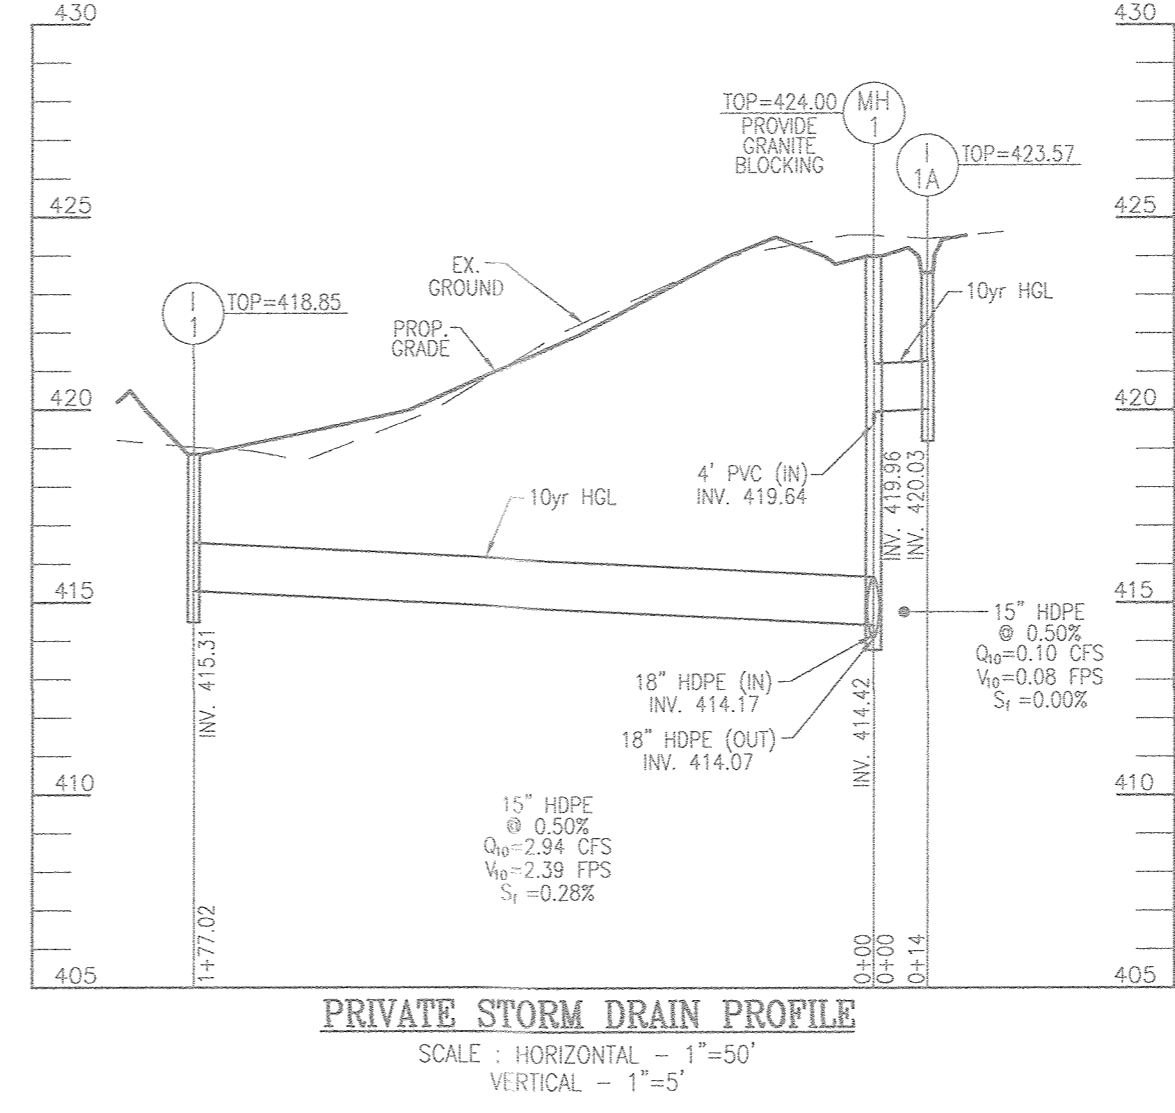 430
430
TOP=424.00
PROVIDE
GRANITE
BLOCKING
MH
1
I
1A
TOP=423.57
425
425
EX.
GROUND
I
1
TOP=418.85
PROP.
GRADE
10yr HGL
420
420
4' PVC (IN)
INV. 419.64
INV. 419.96
INV. 420.03
10yr HGL
415
415
INV. 415.31
15" HDPE
@ 0.50%
Q10=0.10 CFS
V10=0.08 FPS
Sf =0.00%
18" HDPE (IN)
INV. 414.17
18" HDPE (OUT)
INV. 414.07
INV. 414.42
410
410
15" HDPE
@ 0.50%
Q10=2.94 CFS
V10=2.39 FPS
Sf =0.28%
1+77.02
0+00
0+00
0+14
405
405
PRIVATE STORM DRAIN PROFILE
SCALE : HORIZONTAL - 1"=50'
VERTICAL - 1"=5'